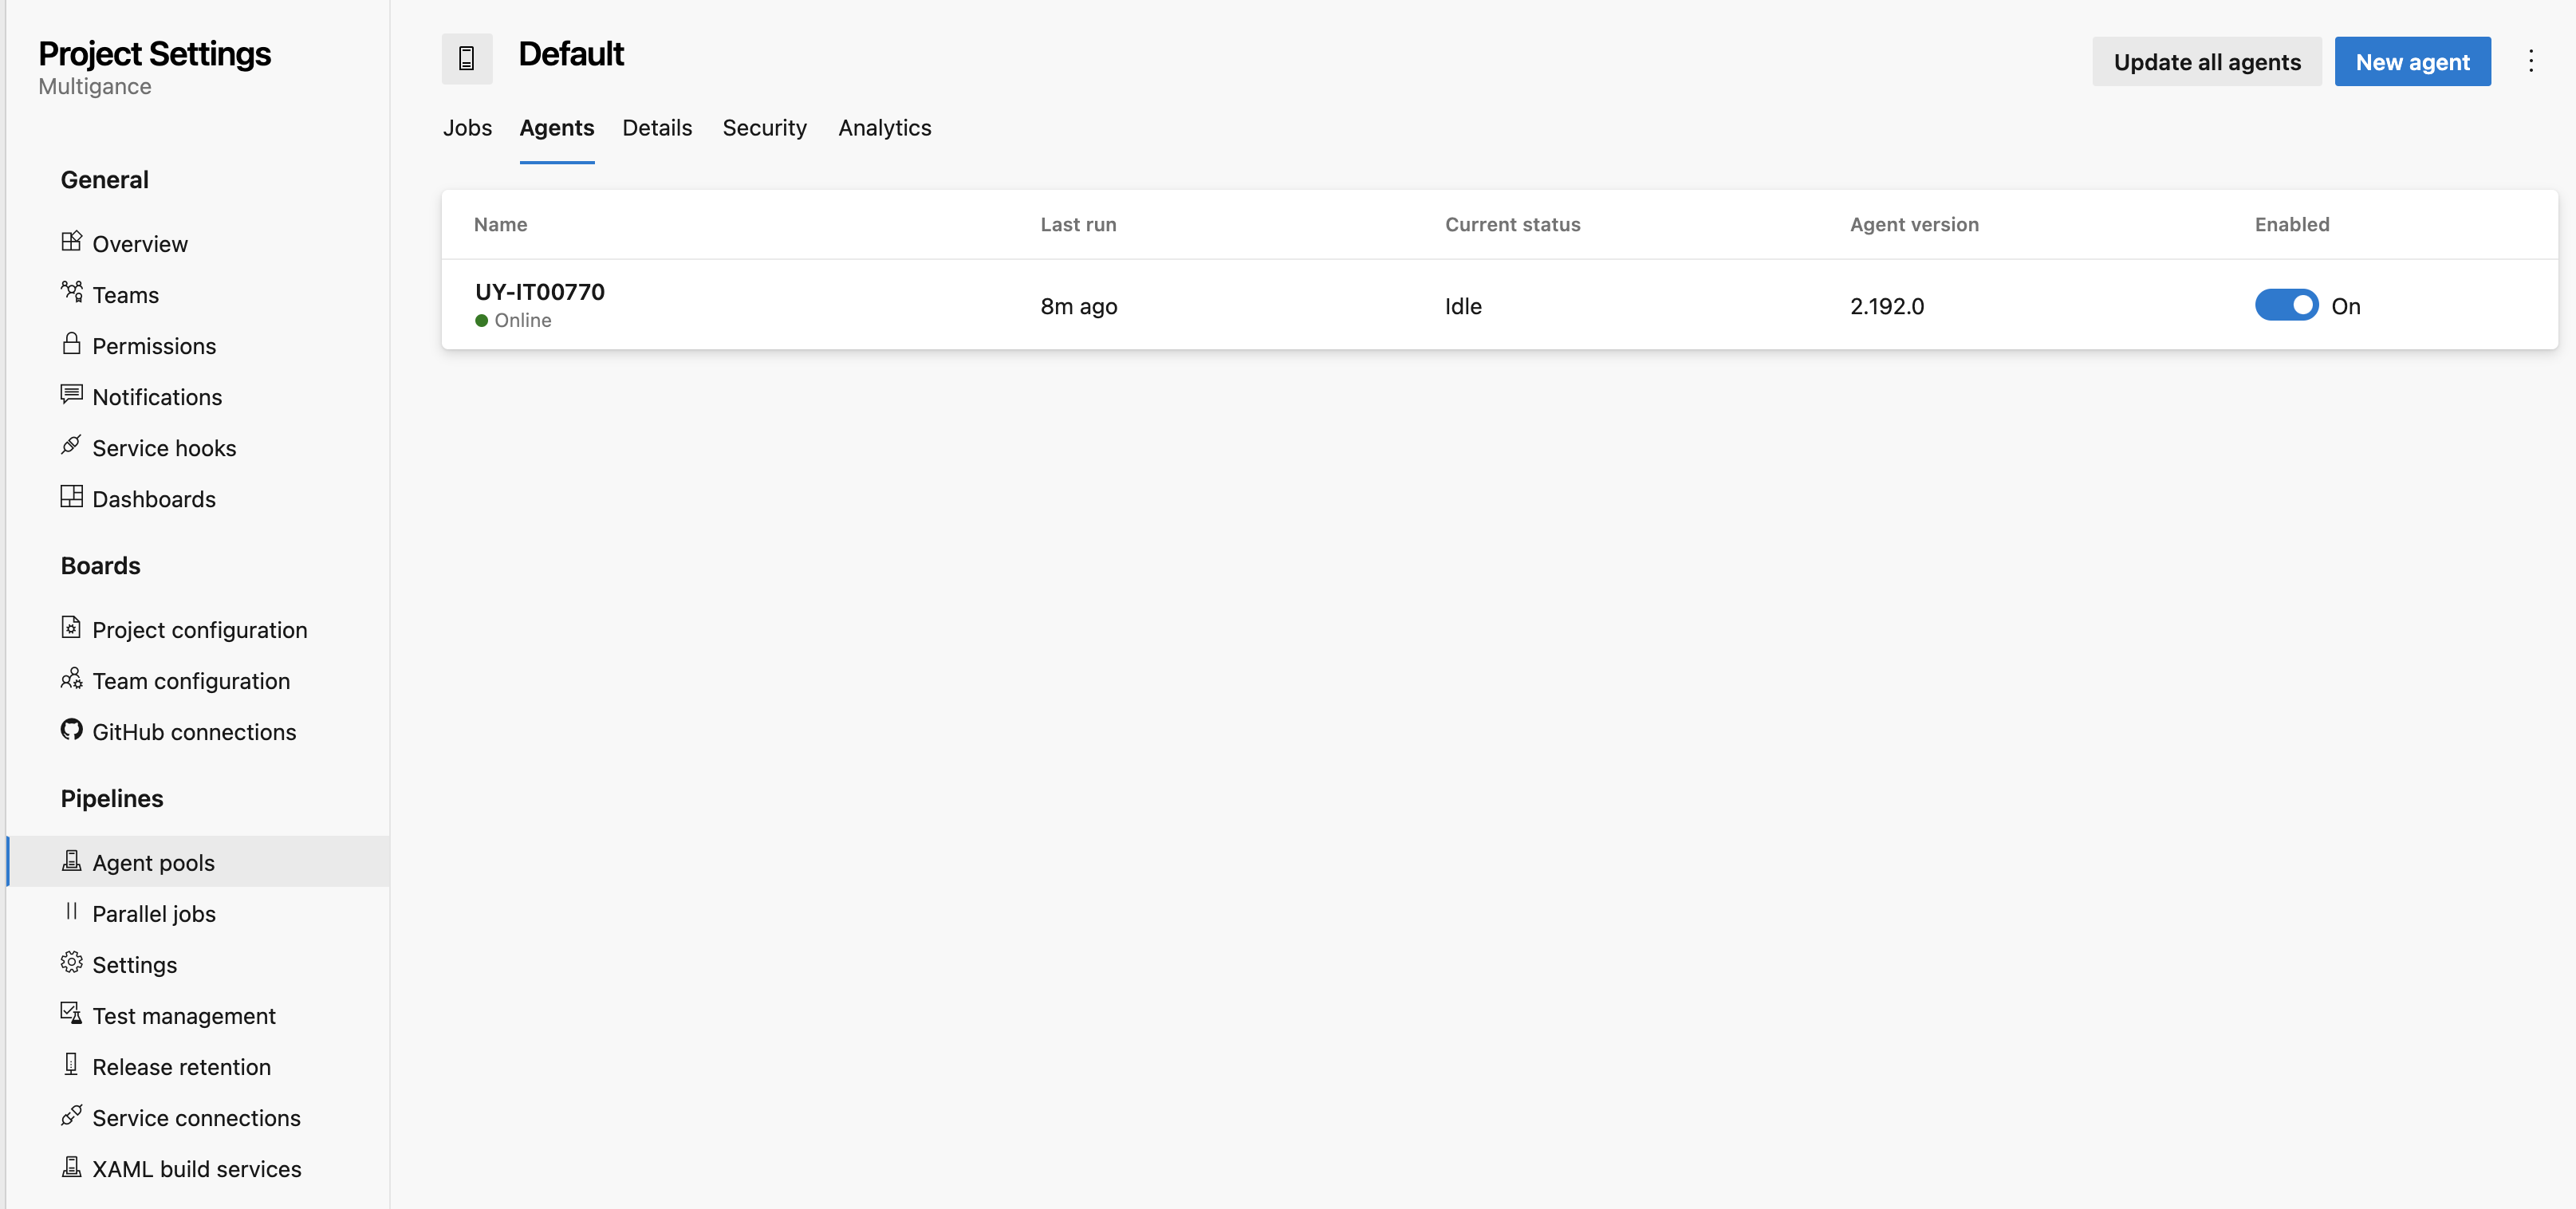 Project Settings
Multigance
General
Overview
Teams
Permissions
Notifications
Service hooks
Dashboards
Boards
Project configuration
Team configuration
GitHub connections
Pipelines
Agent pools
Parallel jobs
Settings
Test management
Release retention
Service connections
XAML build services
Default
Update all agents
New agent
Jobs Agents Details Security Analytics
Name Last run Current status Agent version Enabled
UY-IT00770
Online
8m ago Idle 2.192.0 On